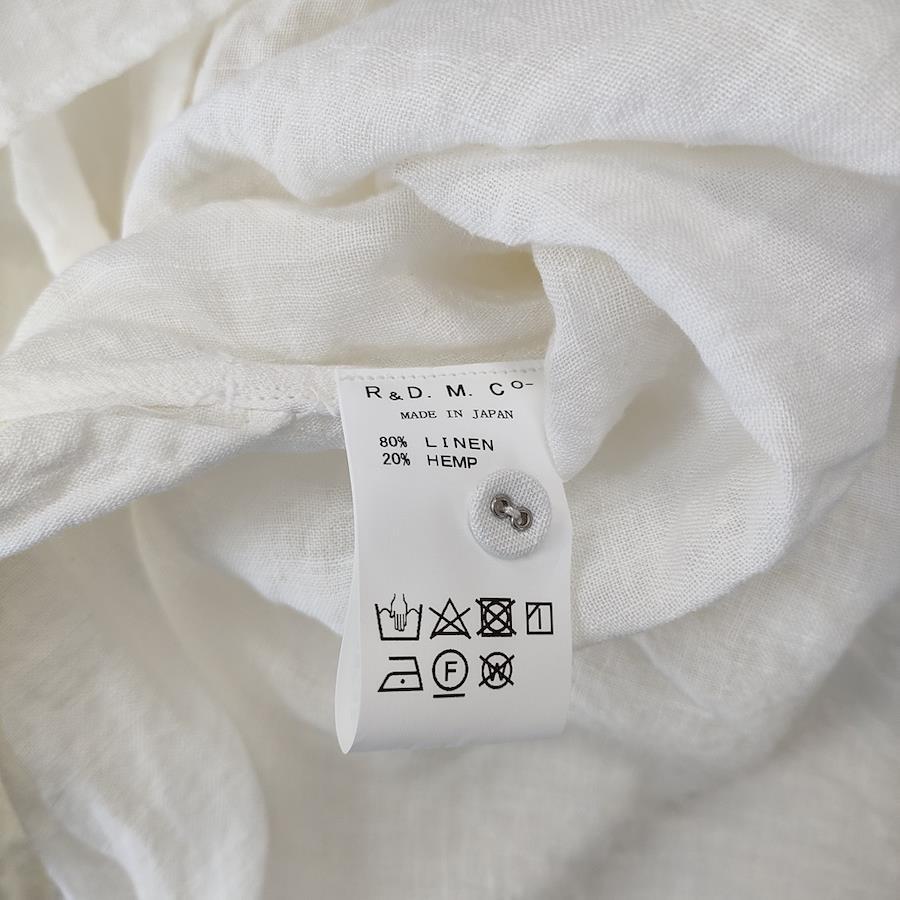 R&D. M. Co-
MADE IN JAPAN
80% LINEN
20% HEMP
F W